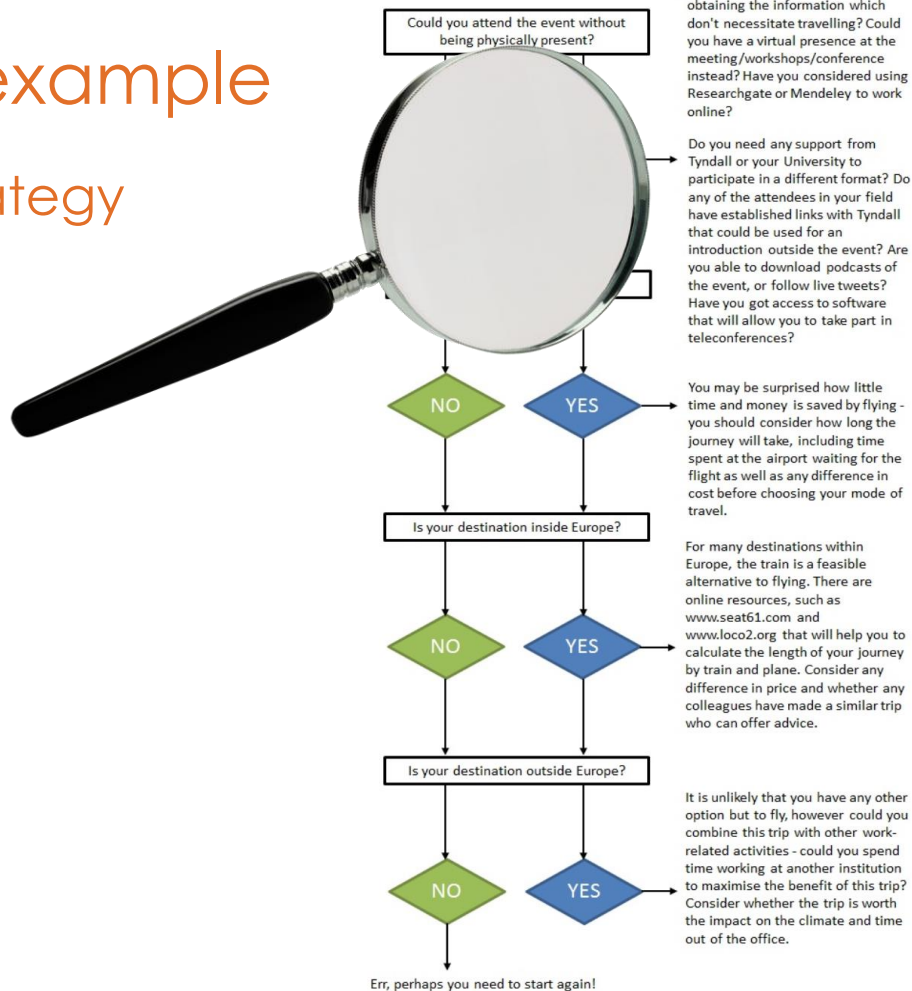 example
ategy
Could you attend the event without
being physically present?
obtaining the information which
don't necessitate travelling? Could
you have a virtual presence at the
meeting/workshops/conference
instead? Have you considered using
Researchgate or Mendeley to work
online?
Do you need any support from
Tyndall or your University to
participate in a different format? Do
any of the attendees in your field
have established links with Tyndall
that could be used for an
introduction outside the event? Are
you able to download podcasts of
the event, or follow live tweets?
Have you got access to software
that will allow you to take part in
teleconferences?
NO
YES
You may be surprised how little
time and money is saved by flying -
you should consider how long the
journey will take, including time
spent at the airport waiting for the
flight as well as any difference in
cost before choosing your mode of
travel.
Is your destination inside Europe?
NO
YES
For many destinations within
Europe, the train is a feasible
alternative to flying. There are
online resources, such as
www.seat61.com and
www.loco2.org that will help you to
calculate the length of your journey
by train and plane. Consider any
difference in price and whether any
colleagues have made a similar trip
who can offer advice.
Is your destination outside Europe?
NO
YES
It is unlikely that you have any other
option but to fly, however could you
combine this trip with other work-
related activities - could you spend
time working at another institution
to maximise the benefit of this trip?
Consider whether the trip is worth
the impact on the climate and time
out of the office.
Err, perhaps you need to start again!